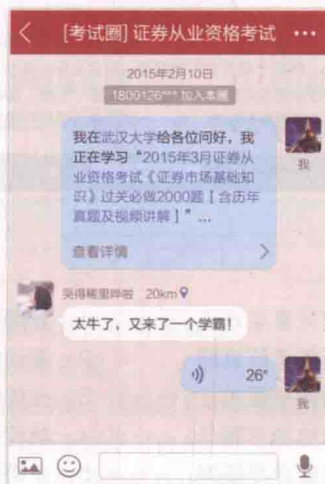 [考试圈] 证券从业资格考试
2015年2月10日
1800126*** 加入本圈
我在武汉大学给各位问好，我
正在学习“2015年3月证券从
业资格考试《证券市场基础知
识》过关必做2000题【含历年
真题及视频讲解】”...
查看详情
我
哭得稀里哗啦 20km
太牛了，又来了一个学霸！
26"
我